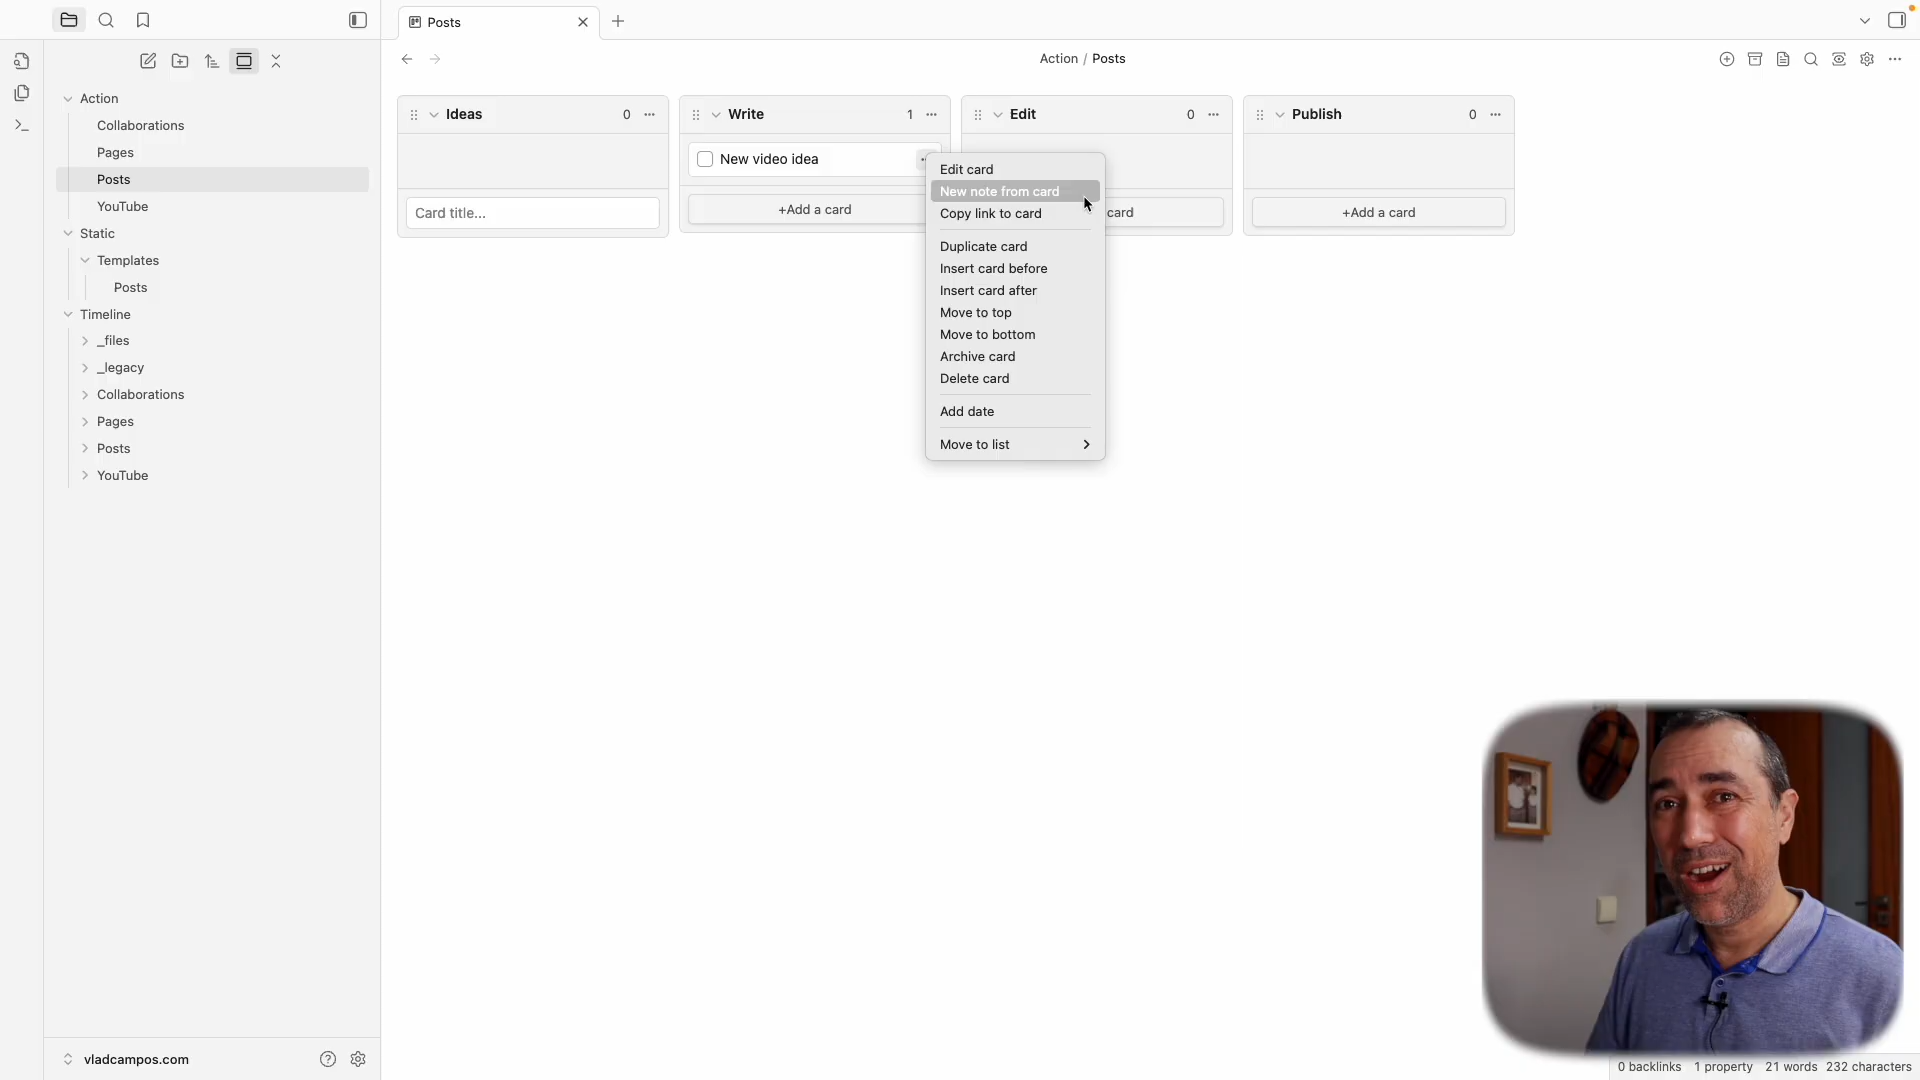 Posts
Action / Posts
Action
Collaborations
Pages
Posts
YouTube
Static
Templates
Posts
Timeline
_files
_legacy
Collaborations
Pages
Posts
YouTube
vladcampos.com
Ideas 0
Card title...
Write 1
New video idea
+Add a card
Edit 0
card
Publish 0
+Add a card
Edit card
New note from card
Copy link to card
Duplicate card
Insert card before
Insert card after
Move to top
Move to bottom
Archive card
Delete card
Add date
Move to list
0 backlinks 1 property 21 words 232 characters